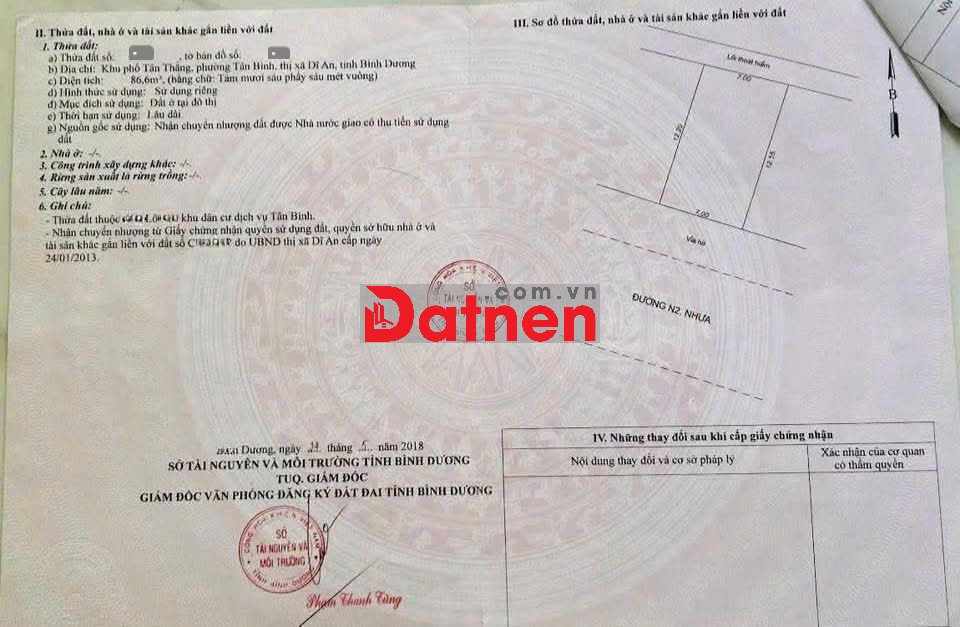 II. Thửa đất, nhà ở và tài sản khác gắn liền với đất
1. Thửa đất:
a) Thửa đất số: , tờ bản đồ số:
b) Địa chỉ: Khu phố Tân Thắng, phường Tân Bình, thị xã Dĩ An, tỉnh Bình Dương
c) Diện tích : 86,6m², (bằng chữ: Tám mươi sáu phẩy sáu mét vuông)
d) Hình thức sử dụng: Sử dụng riêng
đ) Mục đích sử dụng: Đất ở tại đô thị
e) Thời hạn sử dụng: Lâu dài
g) Nguồn gốc sử dụng: Nhận chuyển nhượng đất được Nhà nước giao có thu tiền sử dụng
đất
2. Nhà ở: -/-
3. Công trình xây dựng khác: -/-
4. Rừng sản xuất là rừng trồng: -/-
5. Cây lâu năm: -/-
6. Ghi chú:
- Thửa đất thuộc khu dân cư dịch vụ Tân Bình.
- Nhận chuyển nhượng từ Giấy chứng nhận quyền sử dụng đất, quyền sở hữu nhà ở và
tài sản khác gắn liền với đất số do UBND thị xã Dĩ An cấp ngày
24/01/2013.
III. Sơ đồ thửa đất, nhà ở và tài sản khác gắn liền với đất
Lối thoát hiểm
7,00
B
7,00
Vỉa hè
ĐƯỜNG N2. NHỰA
.com.vn
Datnen
Dương, ngày tháng 5 năm 2018
SỞ TÀI NGUYÊN VÀ MÔI TRƯỜNG TỈNH BÌNH DƯƠNG
TUQ. GIÁM ĐỐC
GIÁM ĐỐC VĂN PHÒNG ĐĂNG KÝ ĐẤT ĐAI TỈNH BÌNH DƯƠNG
SỞ
TÀI NGUYÊN VÀ
MÔI TRƯỜNG
Phạm Thanh Tùng
IV. Những thay đổi sau khi cấp giấy chứng nhận
Nội dung thay đổi và cơ sở pháp lý
Xác nhận của cơ quan
có thẩm quyền